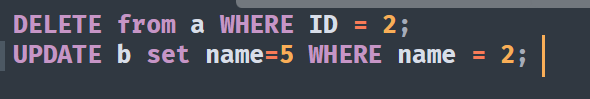 DELETE from a WHERE ID = 2;
UPDATE b set name=5 WHERE name = 2;